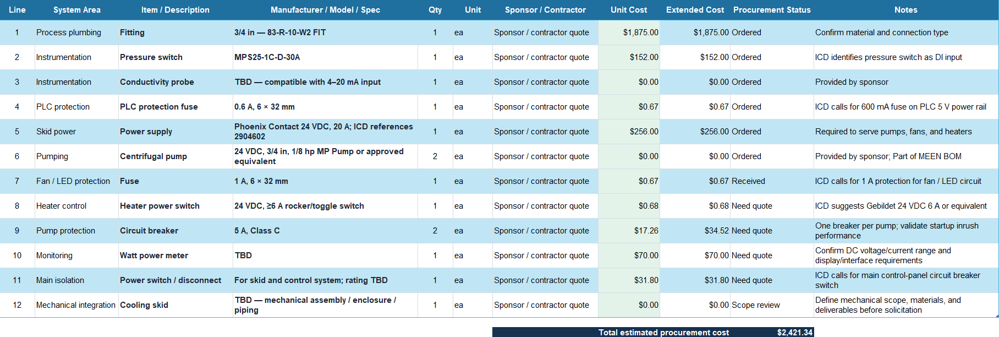 Line System Area Item / Description Manufacturer / Model / Spec Qty Unit Sponsor / Contractor Unit Cost Extended Cost Procurement Status Notes
1 Process plumbing Fitting 3/4 in — 83-R-10-W2 FIT 1 ea Sponsor / contractor quote $1,875.00 $1,875.00 Ordered Confirm material and connection type
2 Instrumentation Pressure switch MPS25-1C-D-30A 1 ea Sponsor / contractor quote $152.00 $152.00 Ordered ICD identifies pressure switch as DI input
3 Instrumentation Conductivity probe TBD — compatible with 4–20 mA input 1 ea Sponsor / contractor quote $0.00 $0.00 Ordered Provided by sponsor
4 PLC protection PLC protection fuse 0.6 A, 6 × 32 mm 1 ea Sponsor / contractor quote $0.67 $0.67 Ordered ICD calls for 600 mA fuse on PLC 5 V power rail
5 Skid power Power supply Phoenix Contact 24 VDC, 20 A; ICD references
2904602 1 ea Sponsor / contractor quote $256.00 $256.00 Ordered Required to serve pumps, fans, and heaters
6 Pumping Centrifugal pump 24 VDC, 3/4 in, 1/8 hp MP Pump or approved
equivalent 2 ea Sponsor / contractor quote $0.00 $0.00 Ordered Provided by sponsor; Part of MEEN BOM
7 Fan / LED protection Fuse 1 A, 6 × 32 mm 1 ea Sponsor / contractor quote $0.67 $0.67 Received ICD calls for 1 A protection for fan / LED circuit
8 Heater control Heater power switch 24 VDC, ≥6 A rocker/toggle switch 1 ea Sponsor / contractor quote $0.68 $0.68 Need quote ICD suggests Gebildet 24 VDC 6 A or equivalent
9 Pump protection Circuit breaker 5 A, Class C 2 ea Sponsor / contractor quote $17.26 $34.52 Need quote One breaker per pump; validate startup inrush
performance
10 Monitoring Watt power meter TBD 1 ea Sponsor / contractor quote $70.00 $70.00 Need quote Confirm DC voltage/current range and
display/interface requirements
11 Main isolation Power switch / disconnect For skid and control system; rating TBD 1 ea Sponsor / contractor quote $31.80 $31.80 Need quote ICD calls for main control-panel circuit breaker
switch
12 Mechanical integration Cooling skid TBD — mechanical assembly / enclosure /
piping 1 ea Sponsor / contractor quote $0.00 $0.00 Scope review Define mechanical scope, materials, and
deliverables before solicitation
Total estimated procurement cost $2,421.34